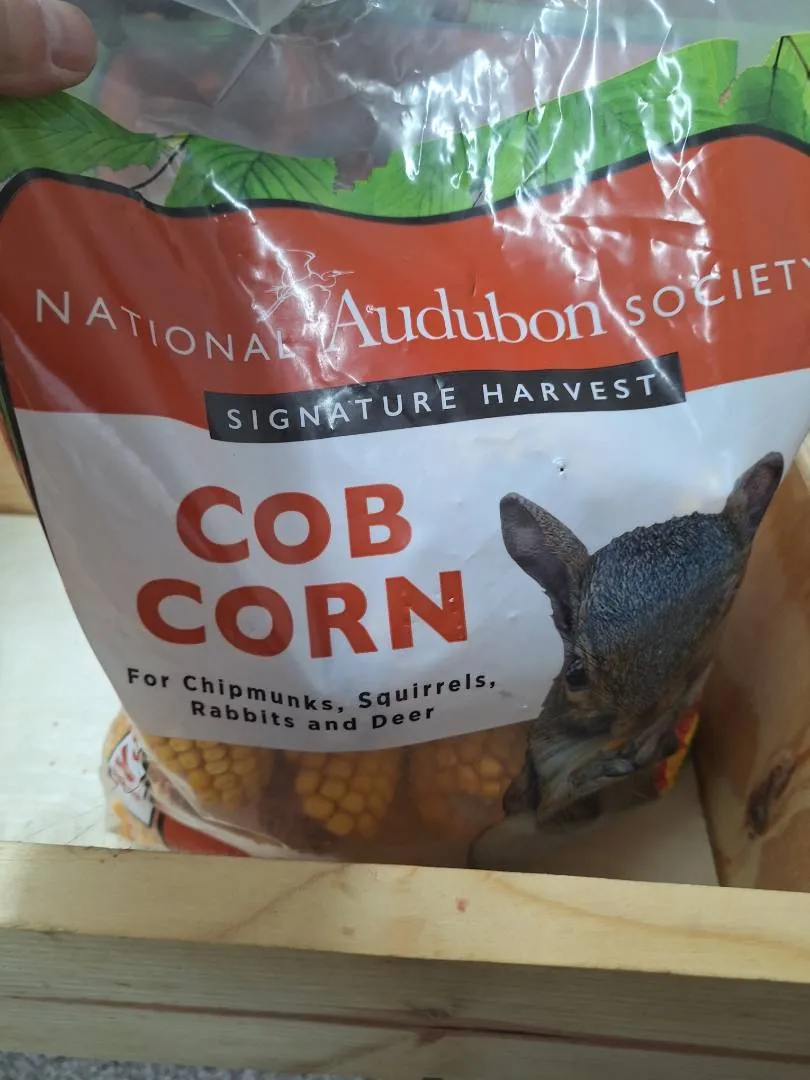 NATIONAL Audubon SOCIETY
SIGNATURE HARVEST
COB
CORN
For Chipmunks, Squirrels,
Rabbits and Deer